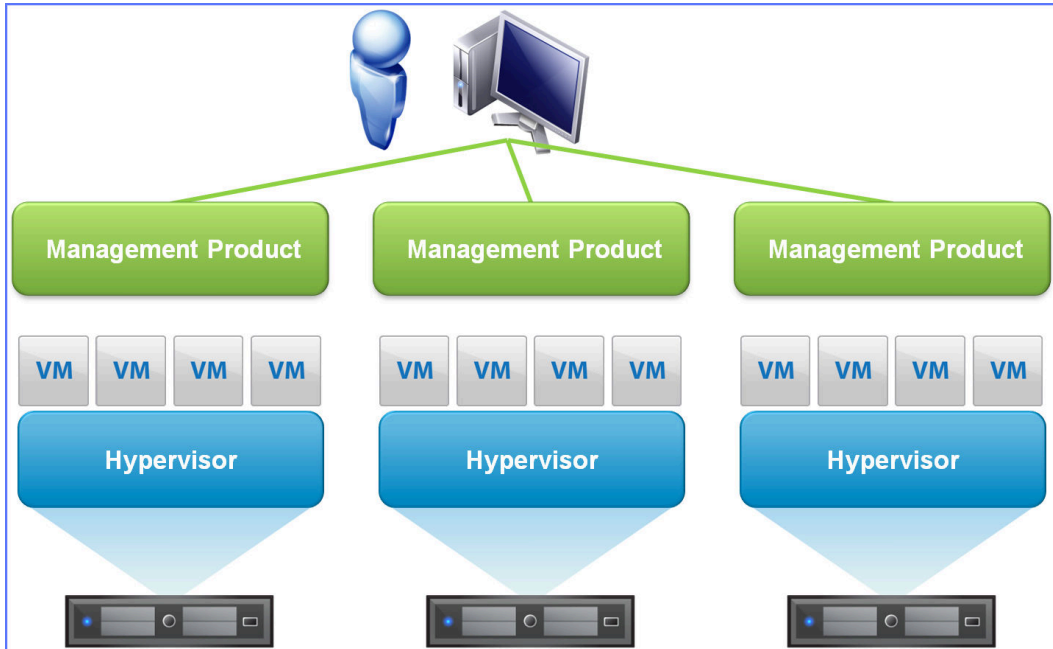 Management Product Management Product Management Product
VM VM VM VM VM VM VM VM VM VM VM VM
Hypervisor Hypervisor Hypervisor